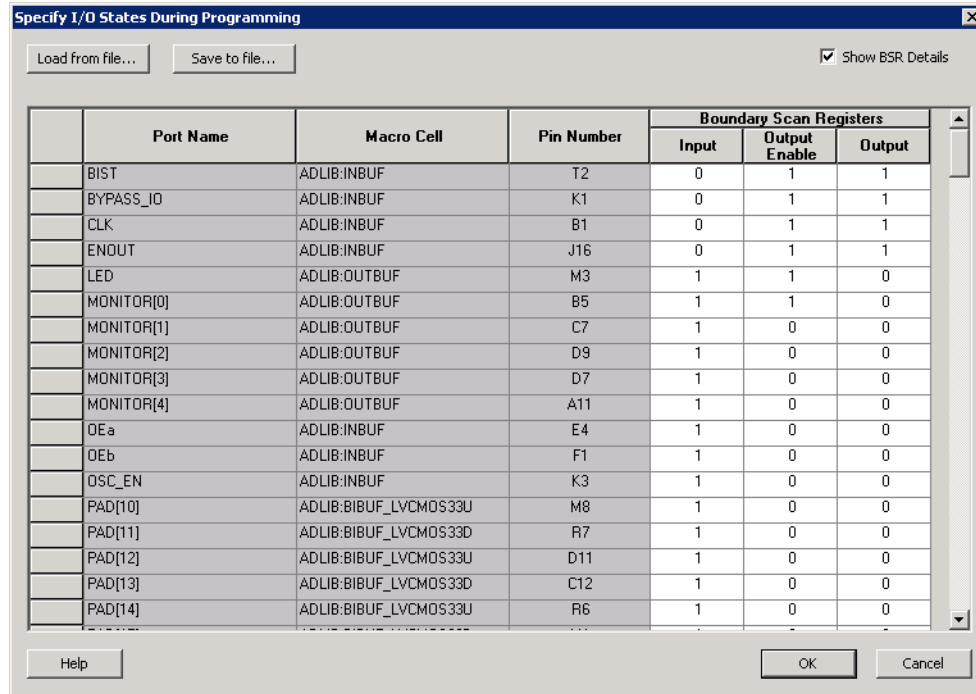 Specify I/O States During Programming
Load from file... Save to file... Show BSR Details
Port Name Macro Cell Pin Number Boundary Scan Registers
Input Output Enable Output
BIST ADLIB:INBUF T2 0 1 1
BYPASS_IO ADLIB:INBUF K1 0 1 1
CLK ADLIB:INBUF B1 0 1 1
ENOUT ADLIB:INBUF J16 0 1 1
LED ADLIB:OUTBUF M3 1 1 0
MONITOR[0] ADLIB:OUTBUF B5 1 1 0
MONITOR[1] ADLIB:OUTBUF C7 1 0 0
MONITOR[2] ADLIB:OUTBUF D9 1 0 0
MONITOR[3] ADLIB:OUTBUF D7 1 0 0
MONITOR[4] ADLIB:OUTBUF A11 1 0 0
OEa ADLIB:INBUF E4 1 0 0
OEb ADLIB:INBUF F1 1 0 0
OSC_EN ADLIB:INBUF K3 1 0 0
PAD[10] ADLIB:BIBUF_LVCMOS33U M8 1 0 0
PAD[11] ADLIB:BIBUF_LVCMOS33D R7 1 0 0
PAD[12] ADLIB:BIBUF_LVCMOS33U D11 1 0 0
PAD[13] ADLIB:BIBUF_LVCMOS33D C12 1 0 0
PAD[14] ADLIB:BIBUF_LVCMOS33U R6 1 0 0
Help OK Cancel